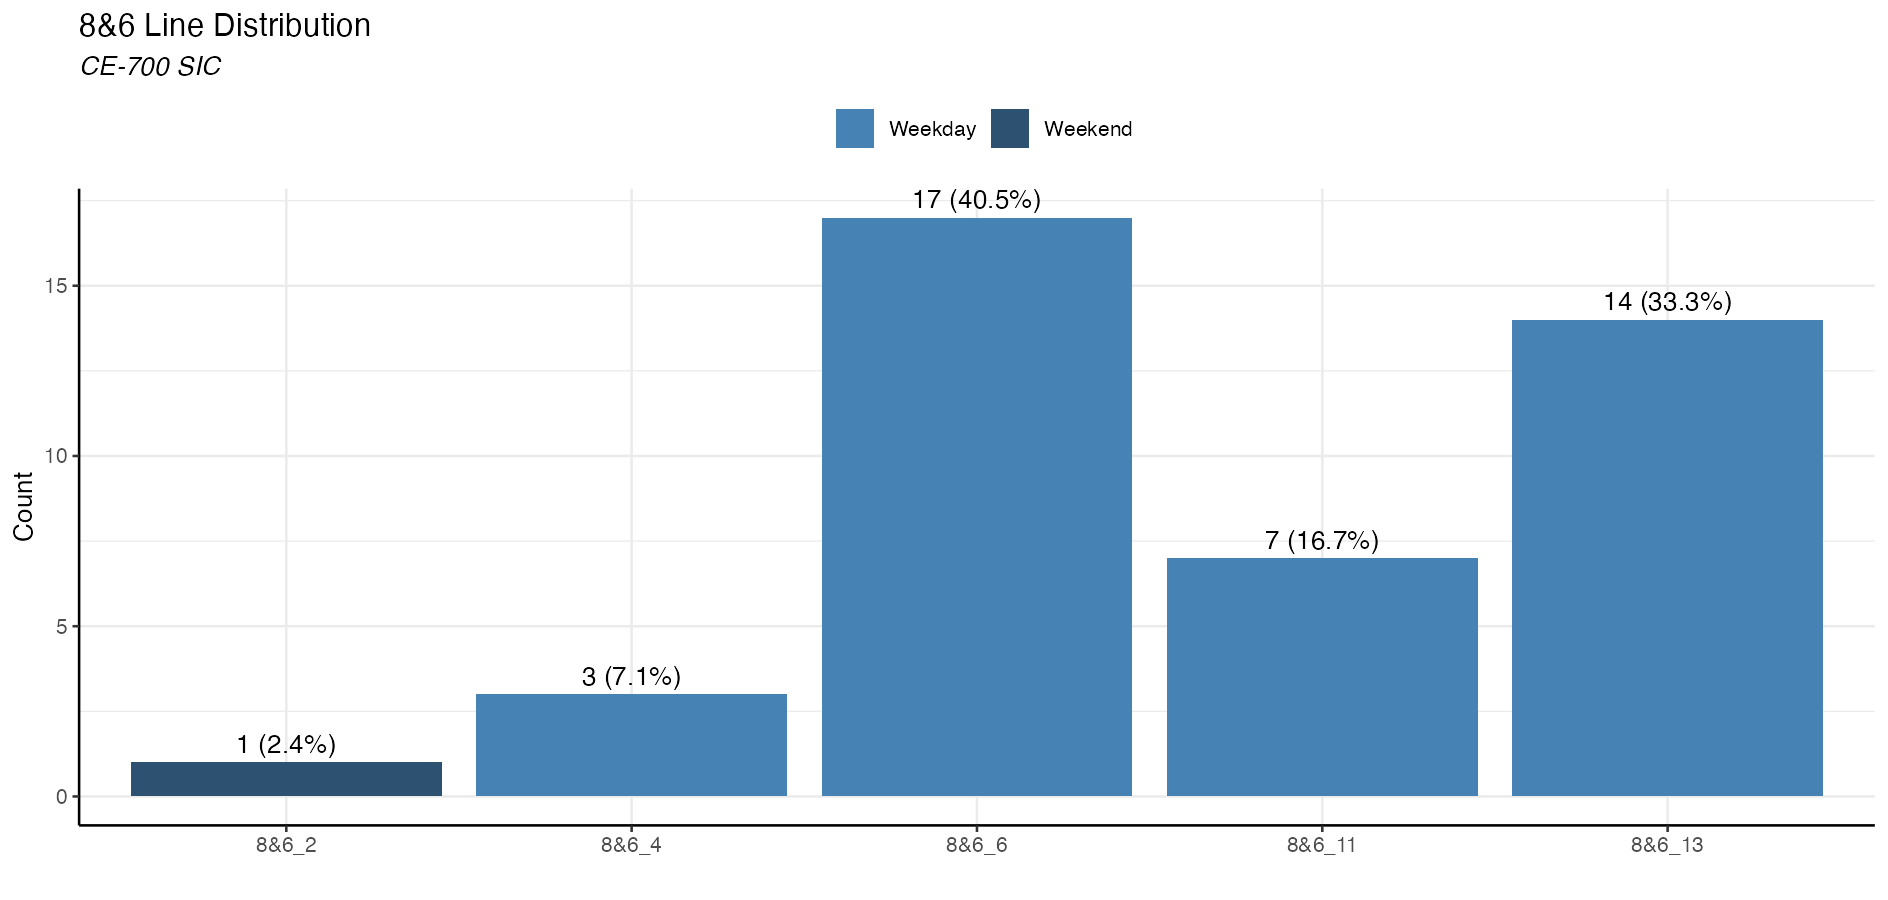 8&6 Line Distribution
CE-700 SIC
Weekday Weekend
17 (40.5%)
14 (33.3%)
7 (16.7%)
3 (7.1%)
1 (2.4%)
15
10
5
0
Count
8&6_2 8&6_4 8&6_6 8&6_11 8&6_13